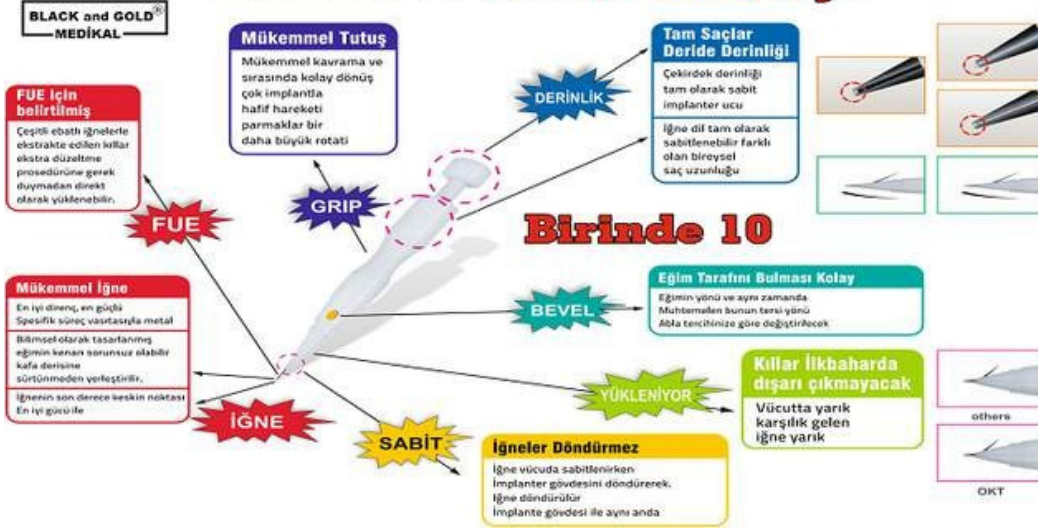 BLACK and GOLD®
MEDİKAL
FUE için
belirtilmiş
Çeşitli ebatlı iğnelerle
ekstrakte edilen kıllar
ekstra düzeltme
prosedürüne gerek
duymadan direkt
olarak yüklenebilir.
Mükemmel Tutuş
Mükemmel kavrama ve
sırasında kolay dönüş
çok implantla
hafif hareketi
parmaklar bir
daha büyük rotati
DERİNLİK
Tam Saçlar
Deride Derinliği
Çekirdek derinliği
tam olarak sabit
implanter ucu
İğne dil tam olarak
sabitlenebilir farklı
olan bireysel
saç uzunluğu
FUE
GRIP
Birinde 10
Mükemmel İğne
En iyi direnç, en güçlü
Spesifik süreç vasıtasıyla metal
Bilimsel olarak tasarlanmış
eğimin kenarı sorunsuz olabilir
kafa derisine
sürtünmeden yerleştirilir.
İğnenin son derece keskin noktası
En iyi gücü ile
İĞNE
BEVEL
Eğim Tarafını Bulması Kolay
Eğimin yönü ve aynı zamanda
Muhtemelen bunun tersi yönü
Abla tercihinize göre değiştirilecek
YÜKLENİYOR
Kıllar İlkbaharda
dışarı çıkmayacak
Vücutta yarık
karşılık gelen
iğne yarık
SABİT
İğneler Döndürmez
İğne vücuda sabitlenirken
İmplanter gövdesini döndürerek.
İğne döndürülür
İmplante gövdesi ile aynı anda
others
OKT